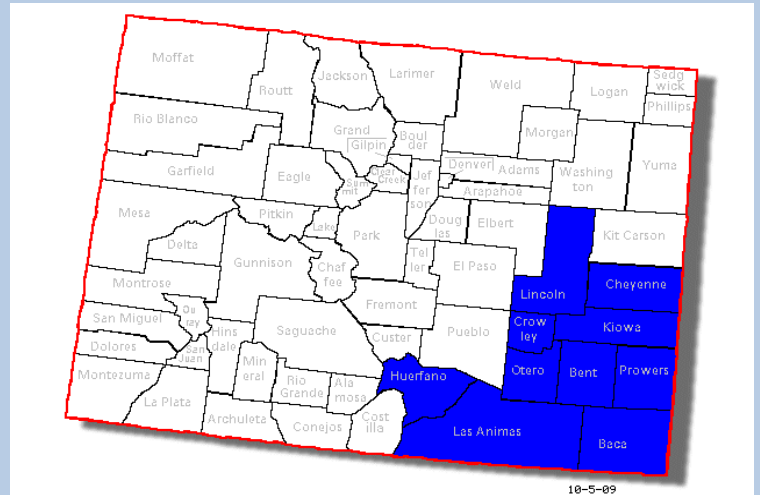 Moffat
Routt
Jackson
Larimer
Weld
Logan
Sedg
wick
Phillips
Rio Blanco
Grand
Gilpin
Boul
der
Morgan
Yuma
Garfield
Eagle
Sum
mit
Clear
Creek
Jef
fer
son
Denver
Adams
Arapahoe
Washing
ton
Mesa
Pitkin
Lake
Park
Doug
las
Elbert
Kit Carson
Delta
Gunnison
Chaf
fee
Tel
ler
El Paso
Lincoln
Cheyenne
Montrose
Fremont
San Miguel
Ou
ray
Hins
dale
Saguache
Custer
Pueblo
Crow
ley
Kiowa
Dolores
San
Juan
Min
eral
Montezuma
Rio
Grande
Ala
mosa
Huerfano
Otero
Bent
Prowers
La Plata
Archuleta
Conejos
Cost
illa
Las Animas
Baca
10-5-09